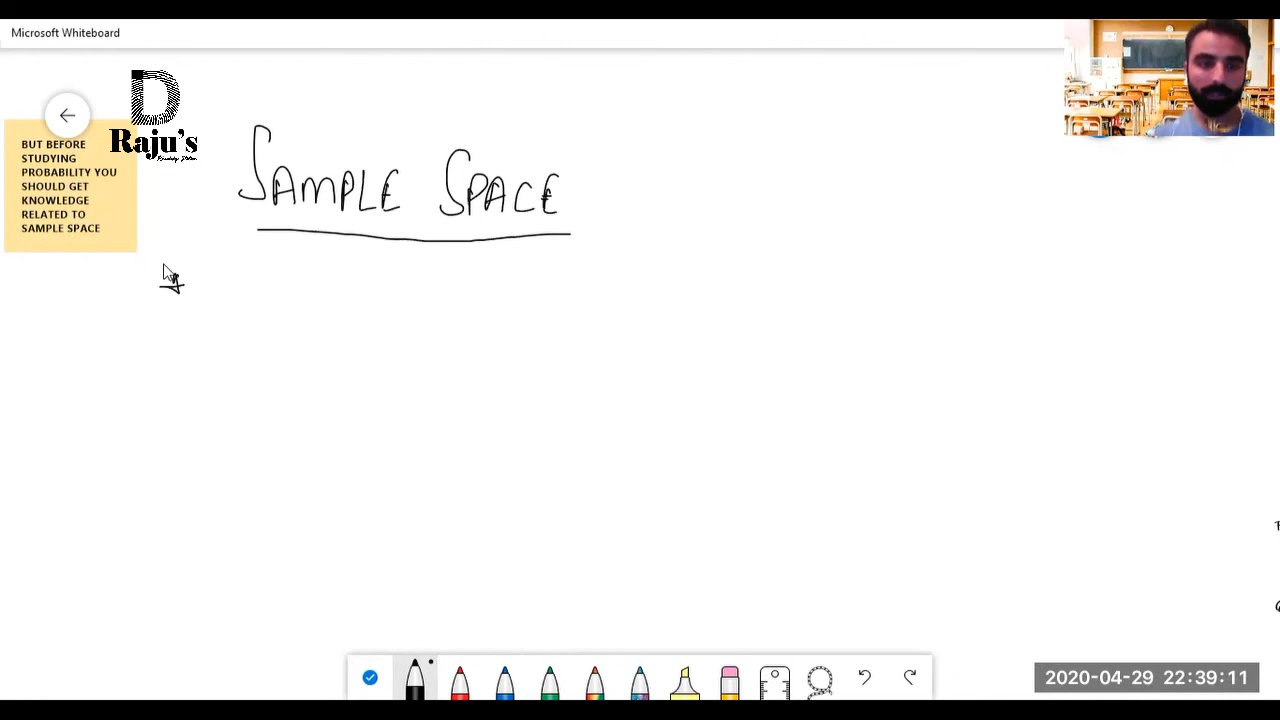 Microsoft Whiteboard
D
Raju's
BUT BEFORE
STUDYING
PROBABILITY YOU
SHOULD GET
KNOWLEDGE
RELATED TO
SAMPLE SPACE
SAMPLE SPACE
2020-04-29 22:39:11